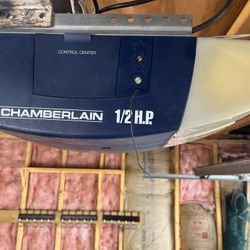 CONTROL CENTER
CHAMBERLAIN 1/2 H.P.